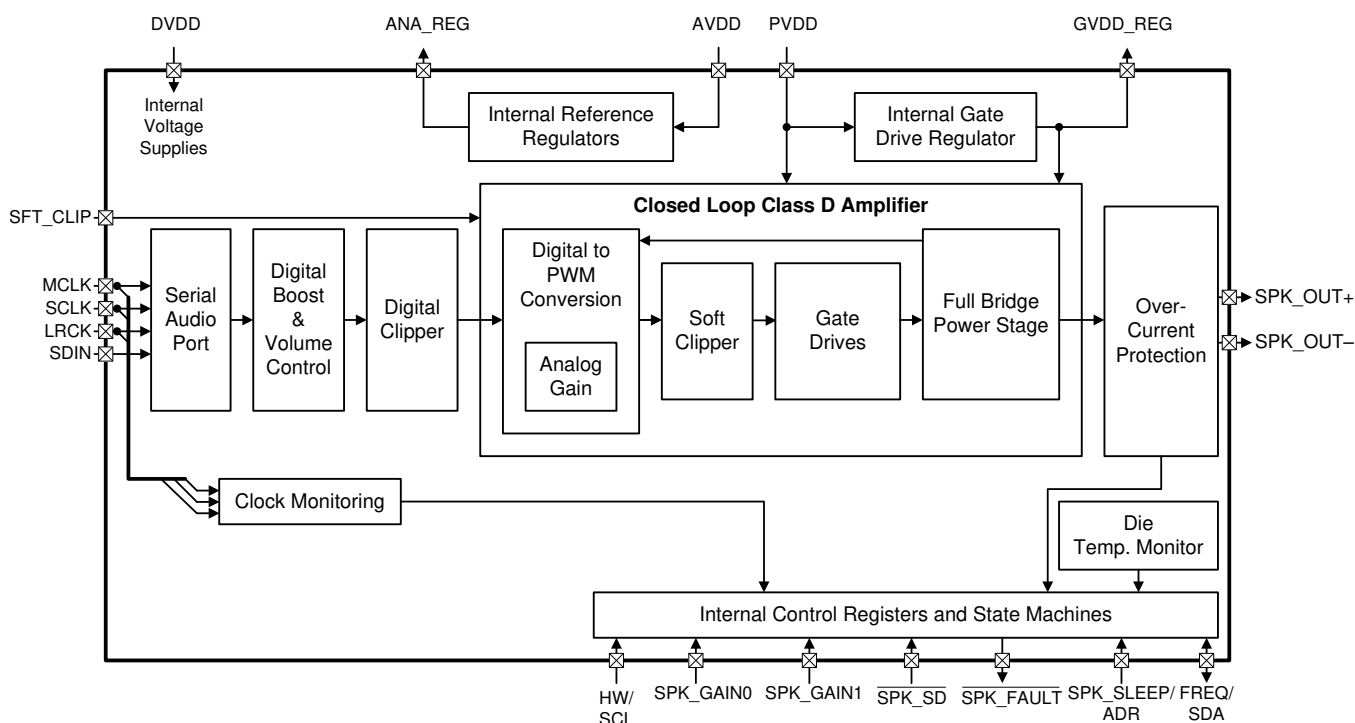 DVDD
ANA_REG
AVDD
PVDD
GVDD_REG
Internal
Voltage
Supplies
Internal Reference
Regulators
Internal Gate
Drive Regulator
SFT_CLIP
MCLK
SCLK
LRCK
SDIN
Serial
Audio
Port
Digital
Boost
&
Volume
Control
Digital
Clipper
Closed Loop Class D Amplifier
Digital to
PWM
Conversion
Analog
Gain
Soft
Clipper
Gate
Drives
Full Bridge
Power Stage
Over-
Current
Protection
SPK_OUT+
SPK_OUT–
Clock Monitoring
Die
Temp. Monitor
Internal Control Registers and State Machines
HW/
SCL
SPK_GAIN0
SPK_GAIN1
SPK_SD
SPK_FAULT
SPK_SLEEP/
ADR
FREQ/
SDA